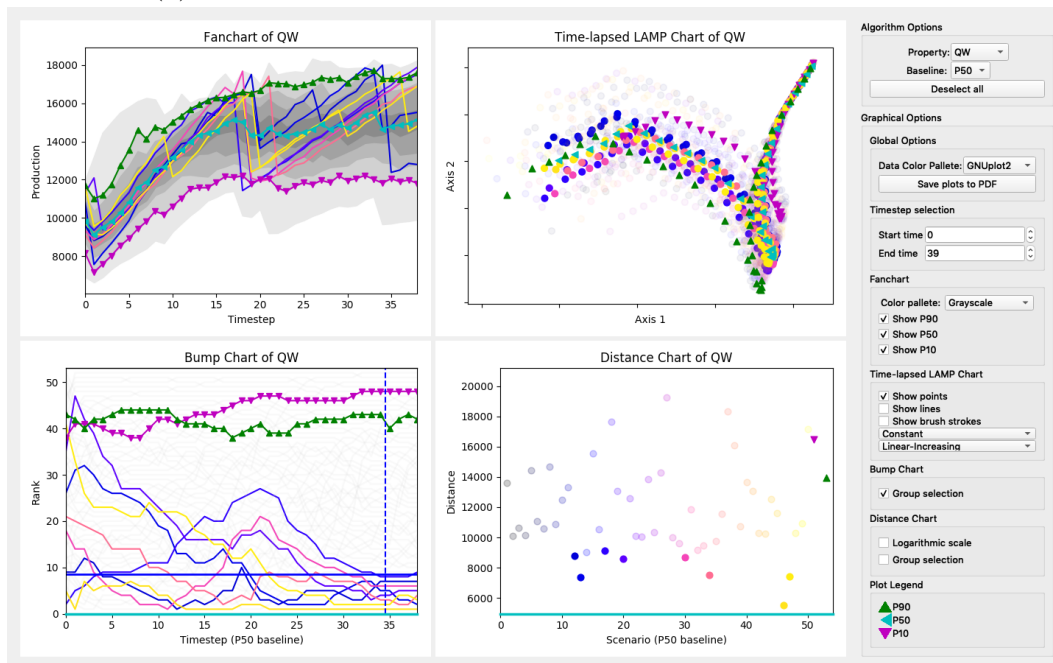 Fanchart of QW
18000
16000
14000
12000
10000
8000
Production
0 5 10 15 20 25 30 35
Timestep
Time-lapsed LAMP Chart of QW
Axis 2
Axis 1
Bump Chart of QW
50
40
30
20
10
0
Rank
0 5 10 15 20 25 30 35
Timestep (P50 baseline)
Distance Chart of QW
20000
18000
16000
14000
12000
10000
8000
6000
Distance
0 10 20 30 40 50
Scenario (P50 baseline)
Algorithm Options
Property: QW
Baseline: P50
Deselect all
Graphical Options
Global Options
Data Color Pallete: GNUplot2
Save plots to PDF
Timestep selection
Start time 0
End time 39
Fanchart
Color pallete: Grayscale
Show P90
Show P50
Show P10
Time-lapsed LAMP Chart
Show points
Show lines
Show brush strokes
Constant
Linear-Increasing
Bump Chart
Group selection
Distance Chart
Logarithmic scale
Group selection
Plot Legend
P90
P50
P10